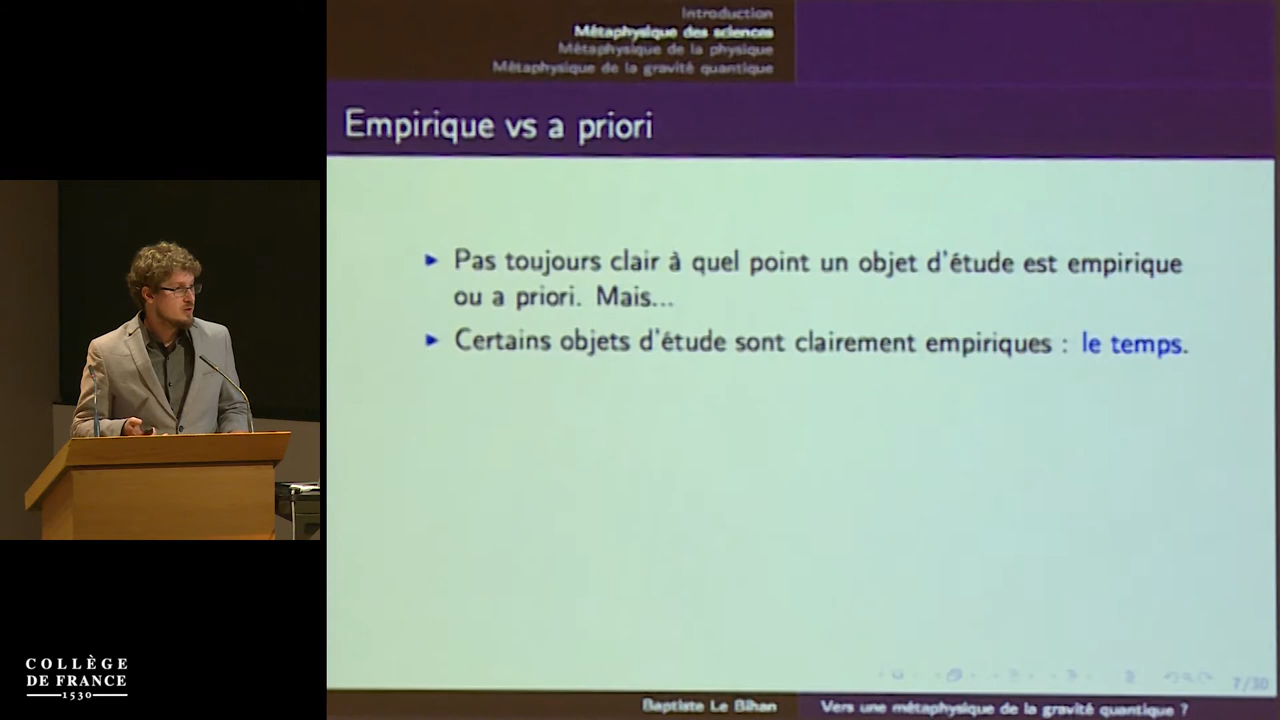 Introduction
Métaphysique des sciences
Métaphysique de la physique
Métaphysique de la gravité quantique
Empirique vs a priori
Pas toujours clair à quel point un objet d'étude est empirique
ou a priori. Mais...
Certains objets d'étude sont clairement empiriques : le temps.
7/30
Baptiste Le Bihan
Vers une métaphysique de la gravité quantique ?
COLLÈGE
DE FRANCE
1530